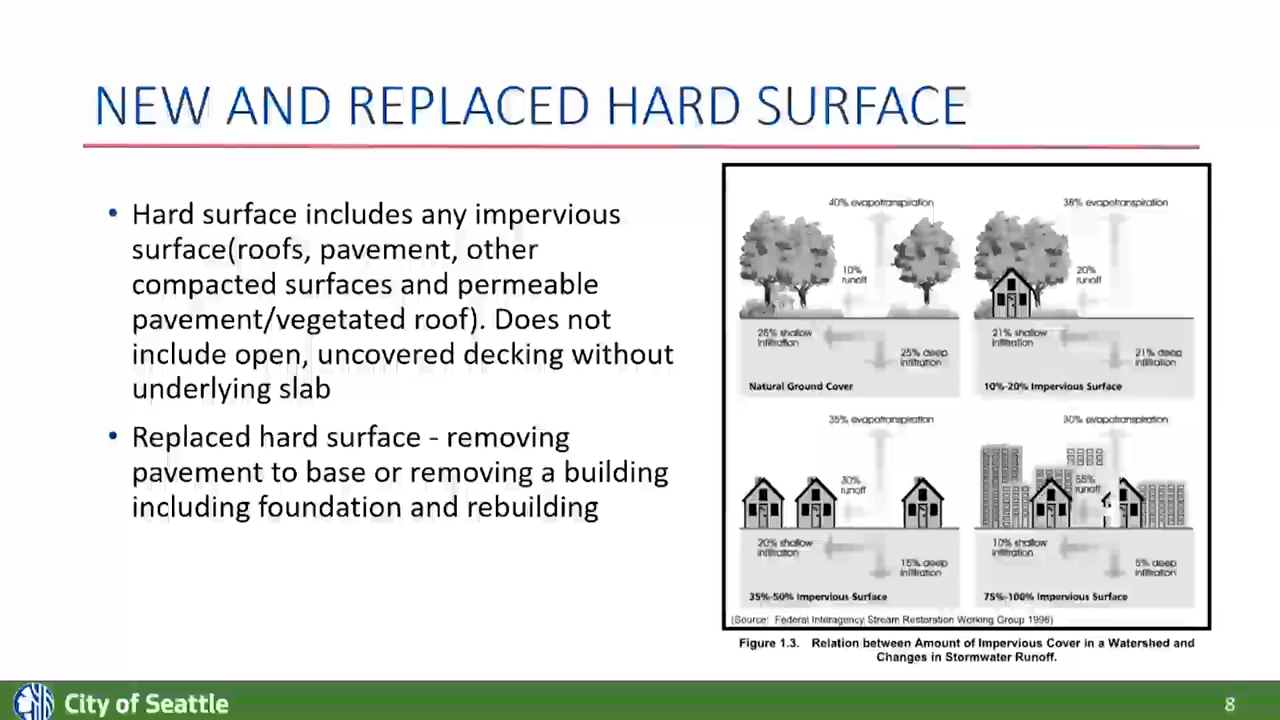 NEW AND REPLACED HARD SURFACE
• Hard surface includes any impervious
surface(roofs, pavement, other
compacted surfaces and permeable
pavement/vegetated roof). Does not
include open, uncovered decking without
underlying slab
• Replaced hard surface - removing
pavement to base or removing a building
including foundation and rebuilding
40% evapotranspiration
10%
runoff
25% shallow
infiltration
25% deep
infiltration
Natural Ground Cover
38% evapotranspiration
20%
runoff
21% shallow
infiltration
21% deep
infiltration
10%-20% Impervious Surface
35% evapotranspiration
30%
runoff
20% shallow
infiltration
15% deep
infiltration
35%-50% Impervious Surface
30% evapotranspiration
55%
runoff
10% shallow
infiltration
5% deep
infiltration
75%-100% Impervious Surface
(Source: Federal Interagency Stream Restoration Working Group 1998)
Figure 1.3. Relation between Amount of Impervious Cover in a Watershed and
Changes in Stormwater Runoff.
City of Seattle
8